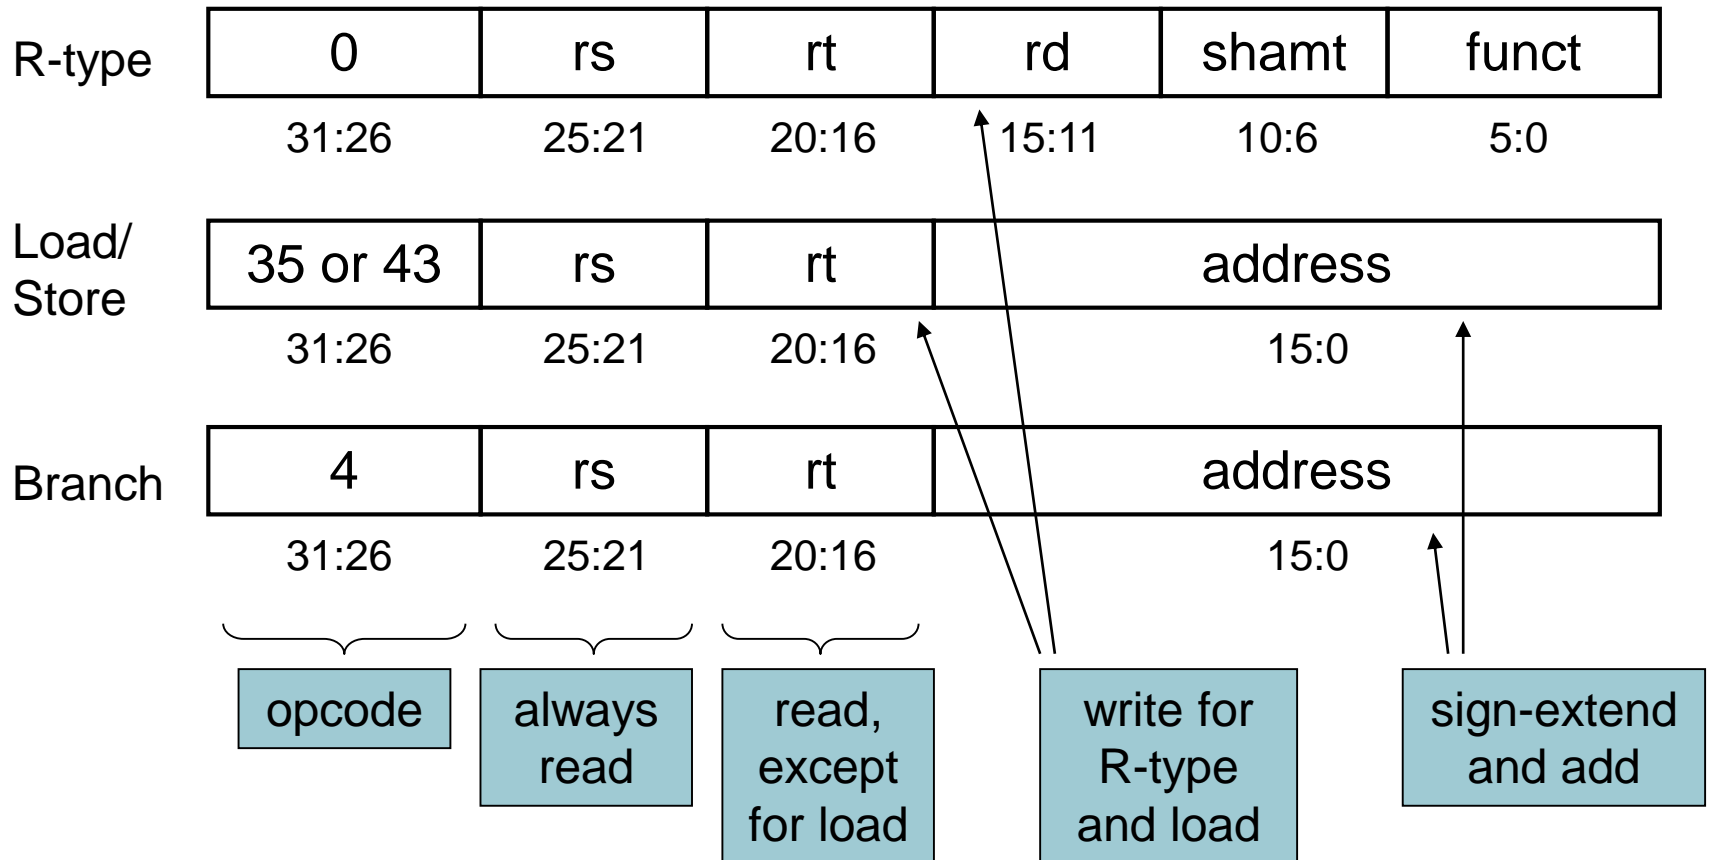 R-type
0 rs rt rd shamt funct
31:26 25:21 20:16 15:11 10:6 5:0
Load/
Store
35 or 43 rs rt address
31:26 25:21 20:16 15:0
Branch
4 rs rt address
31:26 25:21 20:16 15:0
opcode
always
read
read,
except
for load
write for
R-type
and load
sign-extend
and add